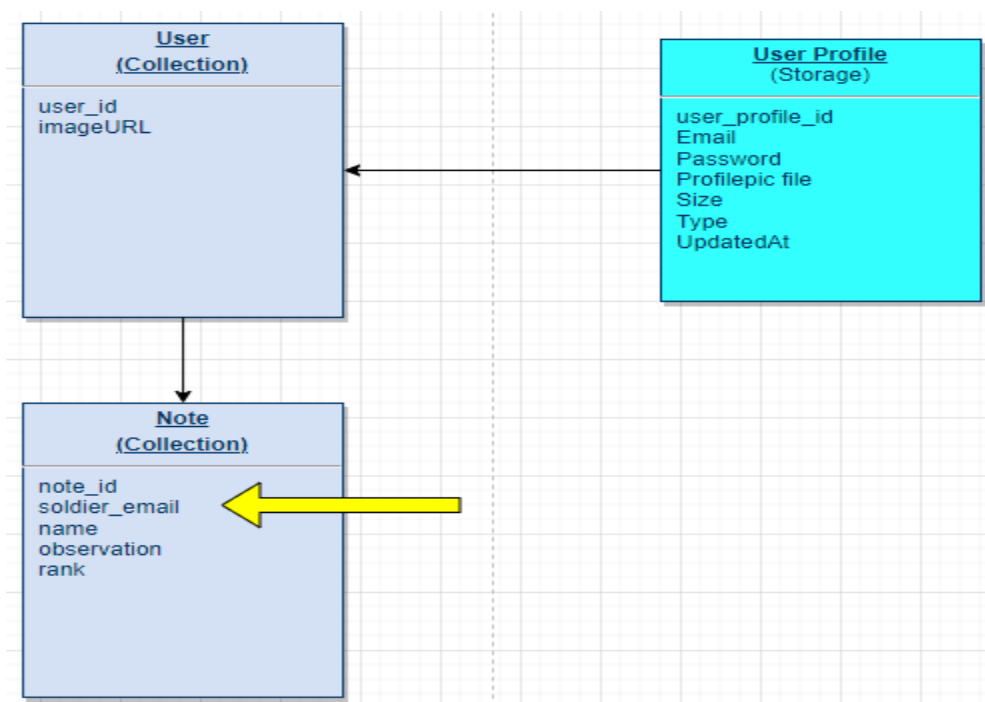 User
(Collection)
user_id
imageURL
User Profile
(Storage)
user_profile_id
Email
Password
Profilepic file
Size
Type
UpdatedAt
Note
(Collection)
note_id
soldier_email
name
observation
rank